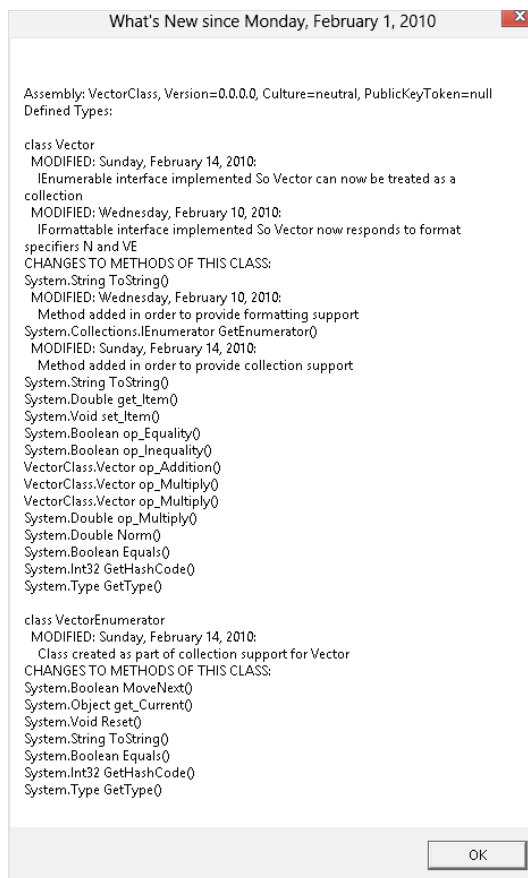 What's New since Monday, February 1, 2010
Assembly: VectorClass, Version=0.0.0.0, Culture=neutral, PublicKeyToken=null
Defined Types:
class Vector
MODIFIED: Sunday, February 14, 2010:
IEnumerable interface implemented So Vector can now be treated as a
collection
MODIFIED: Wednesday, February 10, 2010:
IFormattable interface implemented So Vector now responds to format
specifiers N and VE
CHANGES TO METHODS OF THIS CLASS:
System.String ToString()
MODIFIED: Wednesday, February 10, 2010:
Method added in order to provide formatting support
System.Collections.IEnumerator GetEnumerator()
MODIFIED: Sunday, February 14, 2010:
Method added in order to provide collection support
System.String ToString()
System.Double get_Item()
System.Void set_Item()
System.Boolean op_Equality()
System.Boolean op_Inequality()
VectorClass.Vector op_Addition()
VectorClass.Vector op_Multiply()
VectorClass.Vector op_Multiply()
System.Double op_Multiply()
System.Double Norm()
System.Boolean Equals()
System.Int32 GetHashCode()
System.Type GetType()
class VectorEnumerator
MODIFIED: Sunday, February 14, 2010:
Class created as part of collection support for Vector
CHANGES TO METHODS OF THIS CLASS:
System.Boolean MoveNext()
System.Object get_Current()
System.Void Reset()
System.String ToString()
System.Boolean Equals()
System.Int32 GetHashCode()
System.Type GetType()
OK